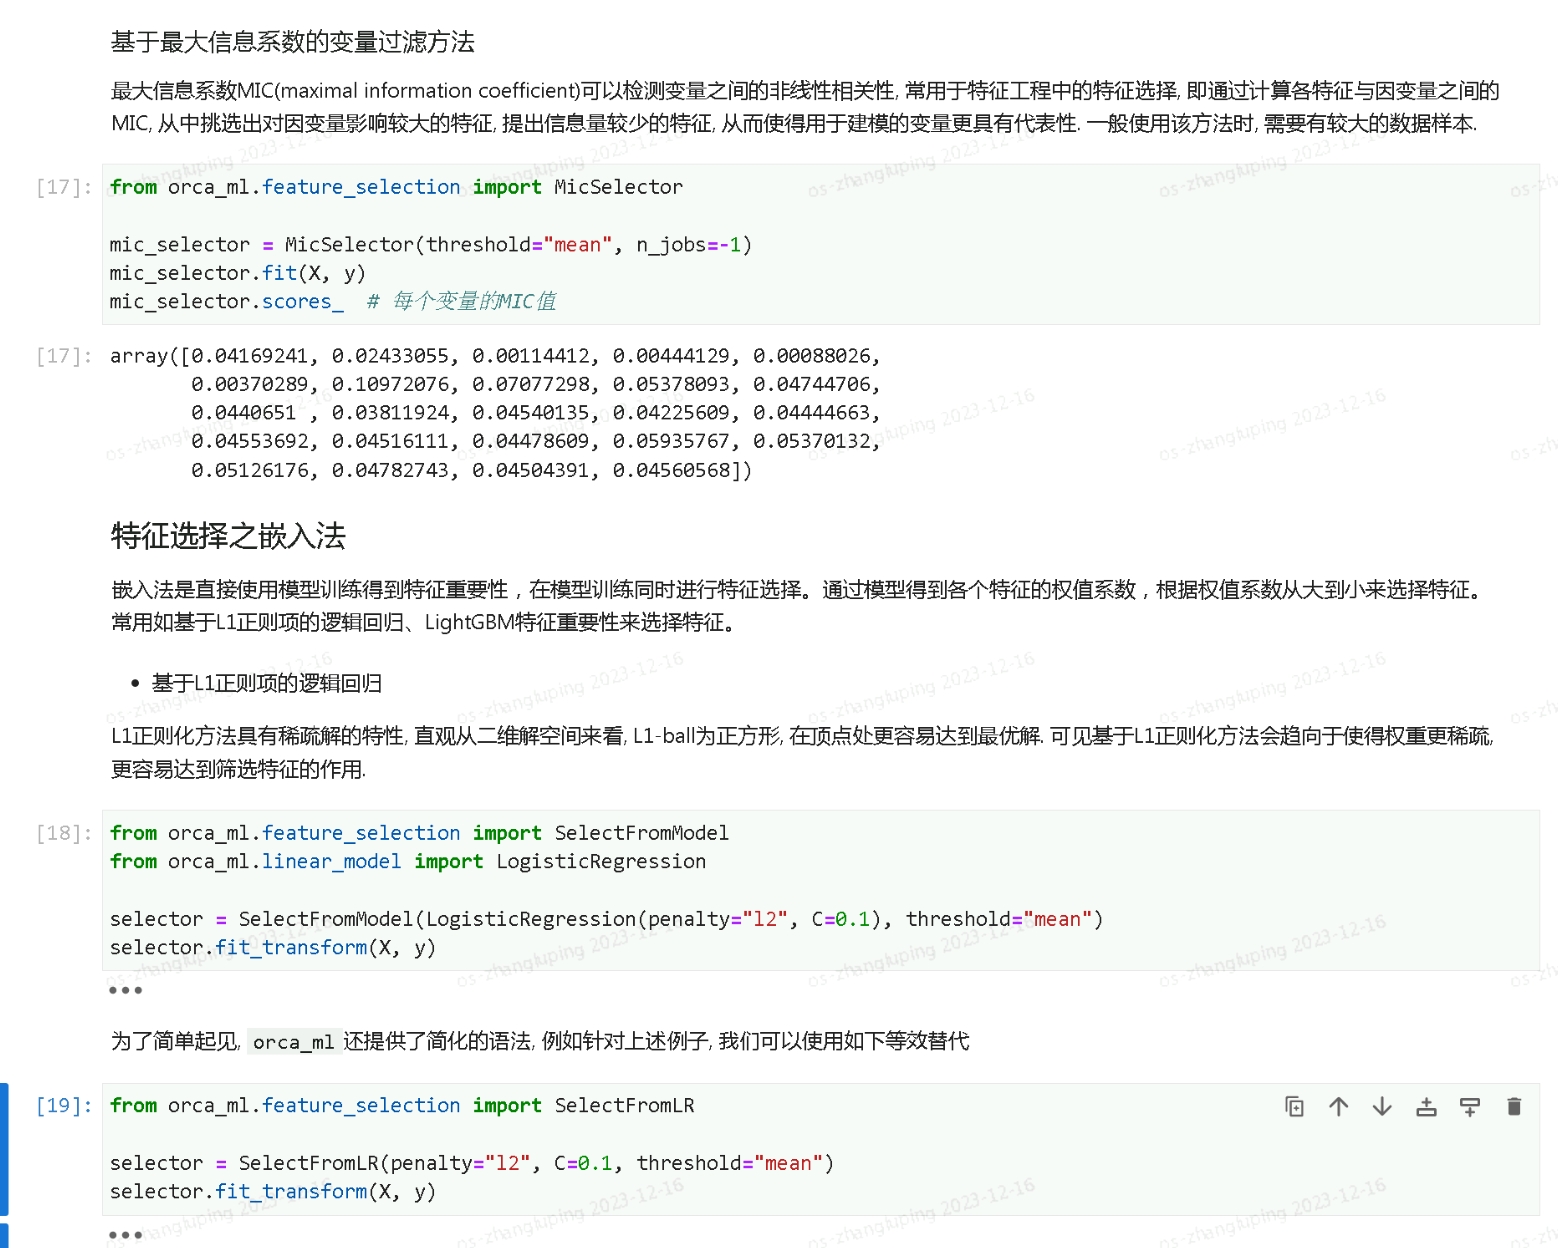 基于最大信息系数的变量过滤方法
最大信息系数MIC(maximal information coefficient)可以检测变量之间的非线性相关性, 常用于特征工程中的特征选择, 即通过计算各特征与因变量之间的
MIC, 从中挑选出对因变量影响较大的特征, 提出信息量较少的特征, 从而使得用于建模的变量更具有代表性. 一般使用该方法时, 需要有较大的数据样本.
[17]: from orca_ml.feature_selection import MicSelector
mic_selector = MicSelector(threshold="mean", n_jobs=-1)
mic_selector.fit(X, y)
mic_selector.scores_  # 每个变量的MIC值
[17]: array([0.04169241, 0.02433055, 0.00114412, 0.00444129, 0.00088026,
0.00370289, 0.10972076, 0.07077298, 0.05378093, 0.04744706,
0.0440651 , 0.03811924, 0.04540135, 0.04225609, 0.04444663,
0.04553692, 0.04516111, 0.04478609, 0.05935767, 0.05370132,
0.05126176, 0.04782743, 0.04504391, 0.04560568])
特征选择之嵌入法
嵌入法是直接使用模型训练得到特征重要性，在模型训练同时进行特征选择。通过模型得到各个特征的权值系数，根据权值系数从大到小来选择特征。
常用如基于L1正则项的逻辑回归、LightGBM特征重要性来选择特征。
• 基于L1正则项的逻辑回归
L1正则化方法具有稀疏解的特性, 直观从二维解空间来看, L1-ball为正方形, 在顶点处更容易达到最优解. 可见基于L1正则化方法会趋向于使得权重更稀疏,
更容易达到筛选特征的作用.
[18]: from orca_ml.feature_selection import SelectFromModel
from orca_ml.linear_model import LogisticRegression
selector = SelectFromModel(LogisticRegression(penalty="l2", C=0.1), threshold="mean")
selector.fit_transform(X, y)
•••
为了简单起见, orca_ml 还提供了简化的语法, 例如针对上述例子, 我们可以使用如下等效替代
[19]: from orca_ml.feature_selection import SelectFromLR
selector = SelectFromLR(penalty="l2", C=0.1, threshold="mean")
selector.fit_transform(X, y)
•••